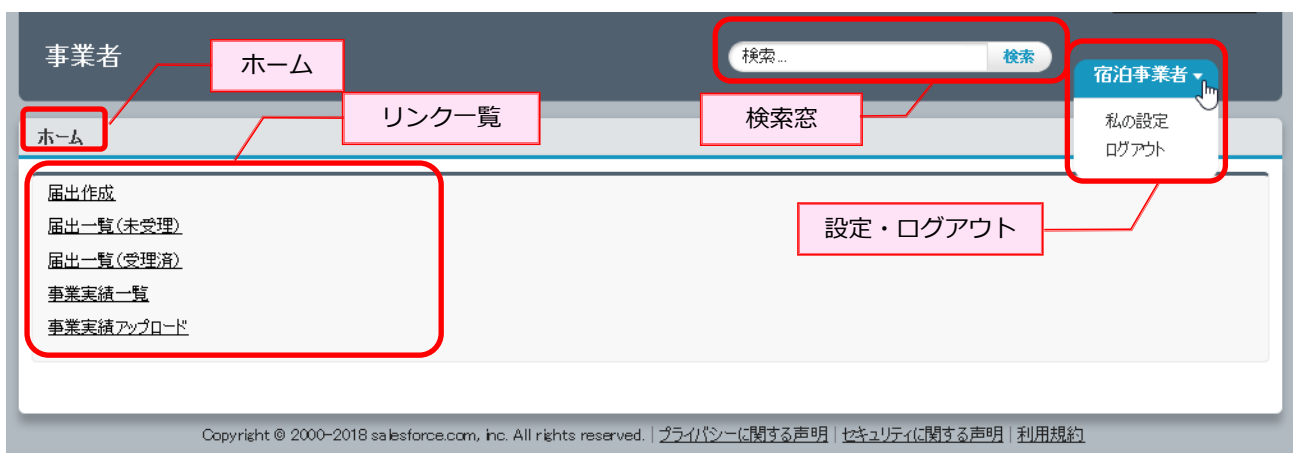 事業者
ホーム
検索...
検索
宿泊事業者
リンク一覧
検索窓
私の設定
ログアウト
ホーム
届出作成
届出一覧(未受理)
届出一覧(受理済)
事業実績一覧
事業実績アップロード
設定・ログアウト
Copyright © 2000-2018 salesforce.com, inc. All rights reserved. | プライバシーに関する声明 | セキュリティに関する声明 | 利用規約